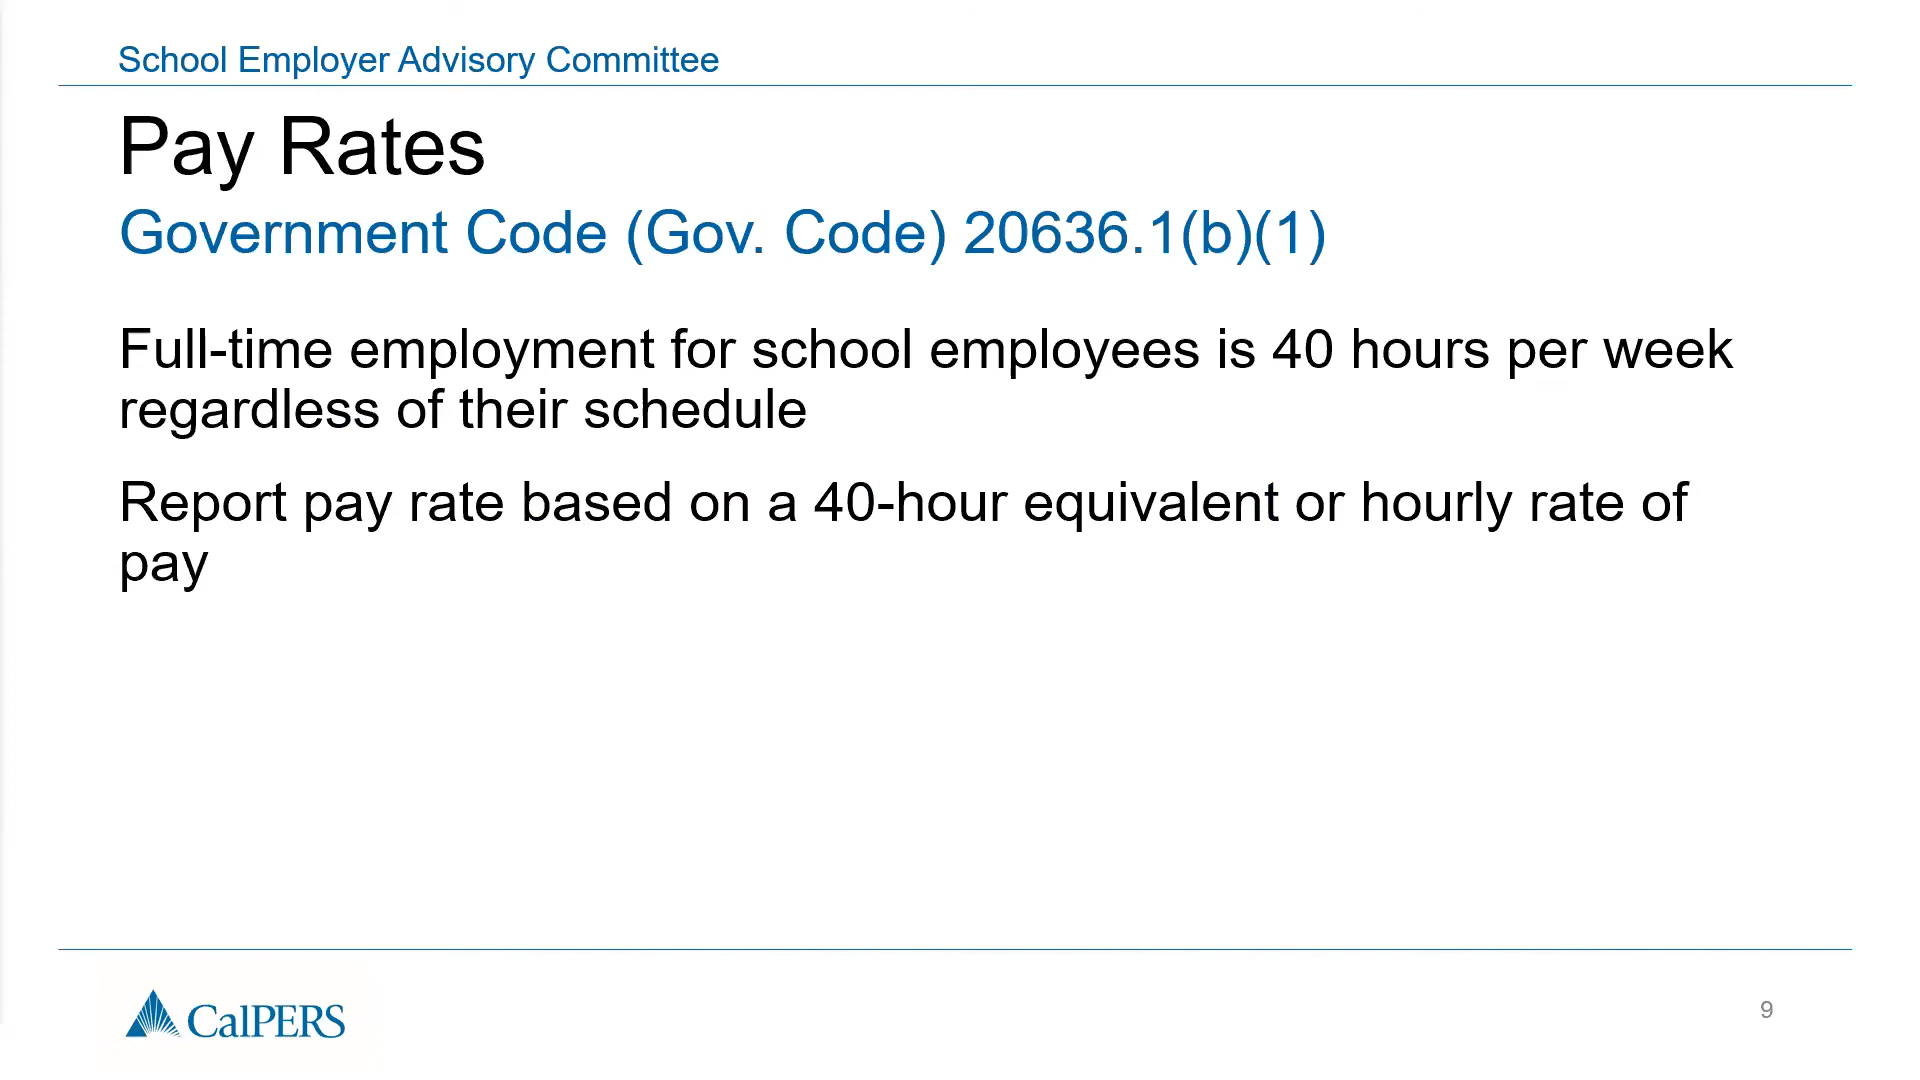 School Employer Advisory Committee
Pay Rates
Government Code (Gov. Code) 20636.1(b)(1)
Full-time employment for school employees is 40 hours per week
regardless of their schedule
Report pay rate based on a 40-hour equivalent or hourly rate of
pay
CalPERS
9